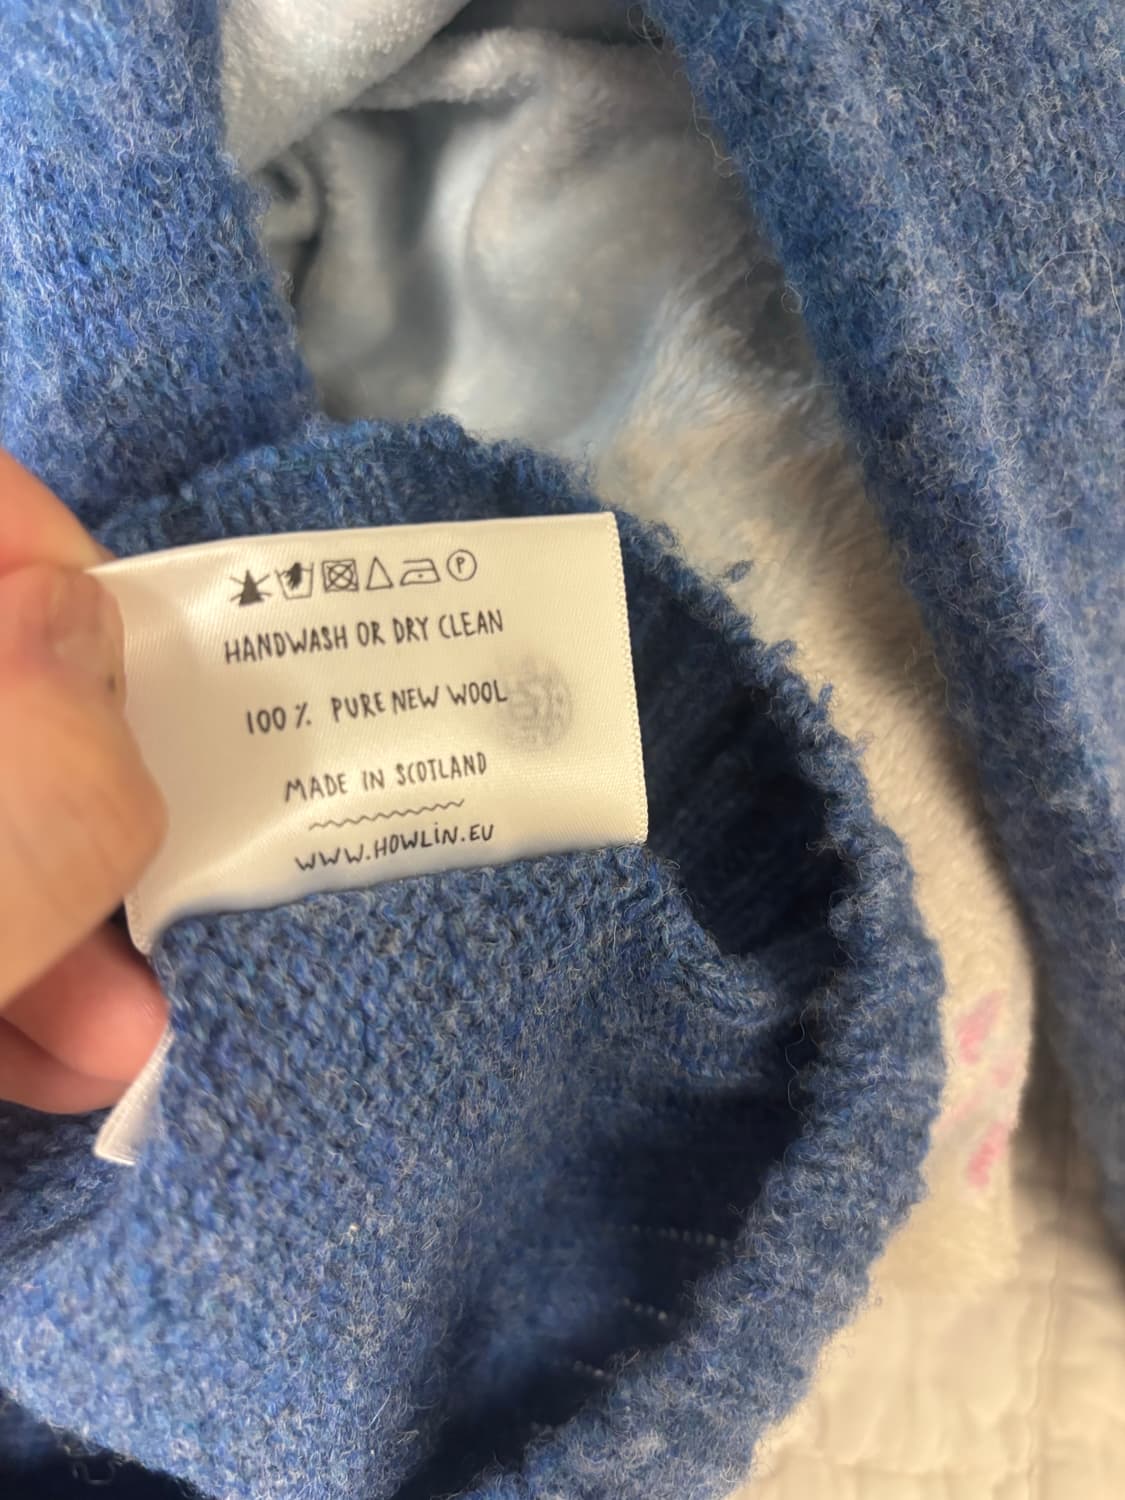 P
HANDWASH OR DRY CLEAN
100% PURE NEW WOOL
MADE IN SCOTLAND
WWW.HOWLiN.EU